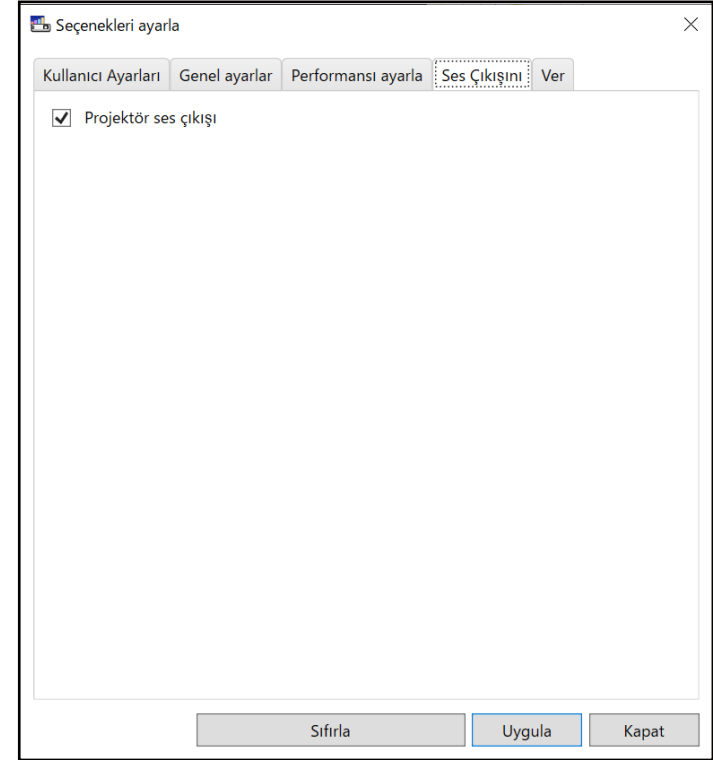 Seçenekleri ayarla
Kullanıcı Ayarları Genel ayarlar Performansı ayarla Ses Çıkışını Ver
Projektör ses çıkışı
Sıfırla Uygula Kapat